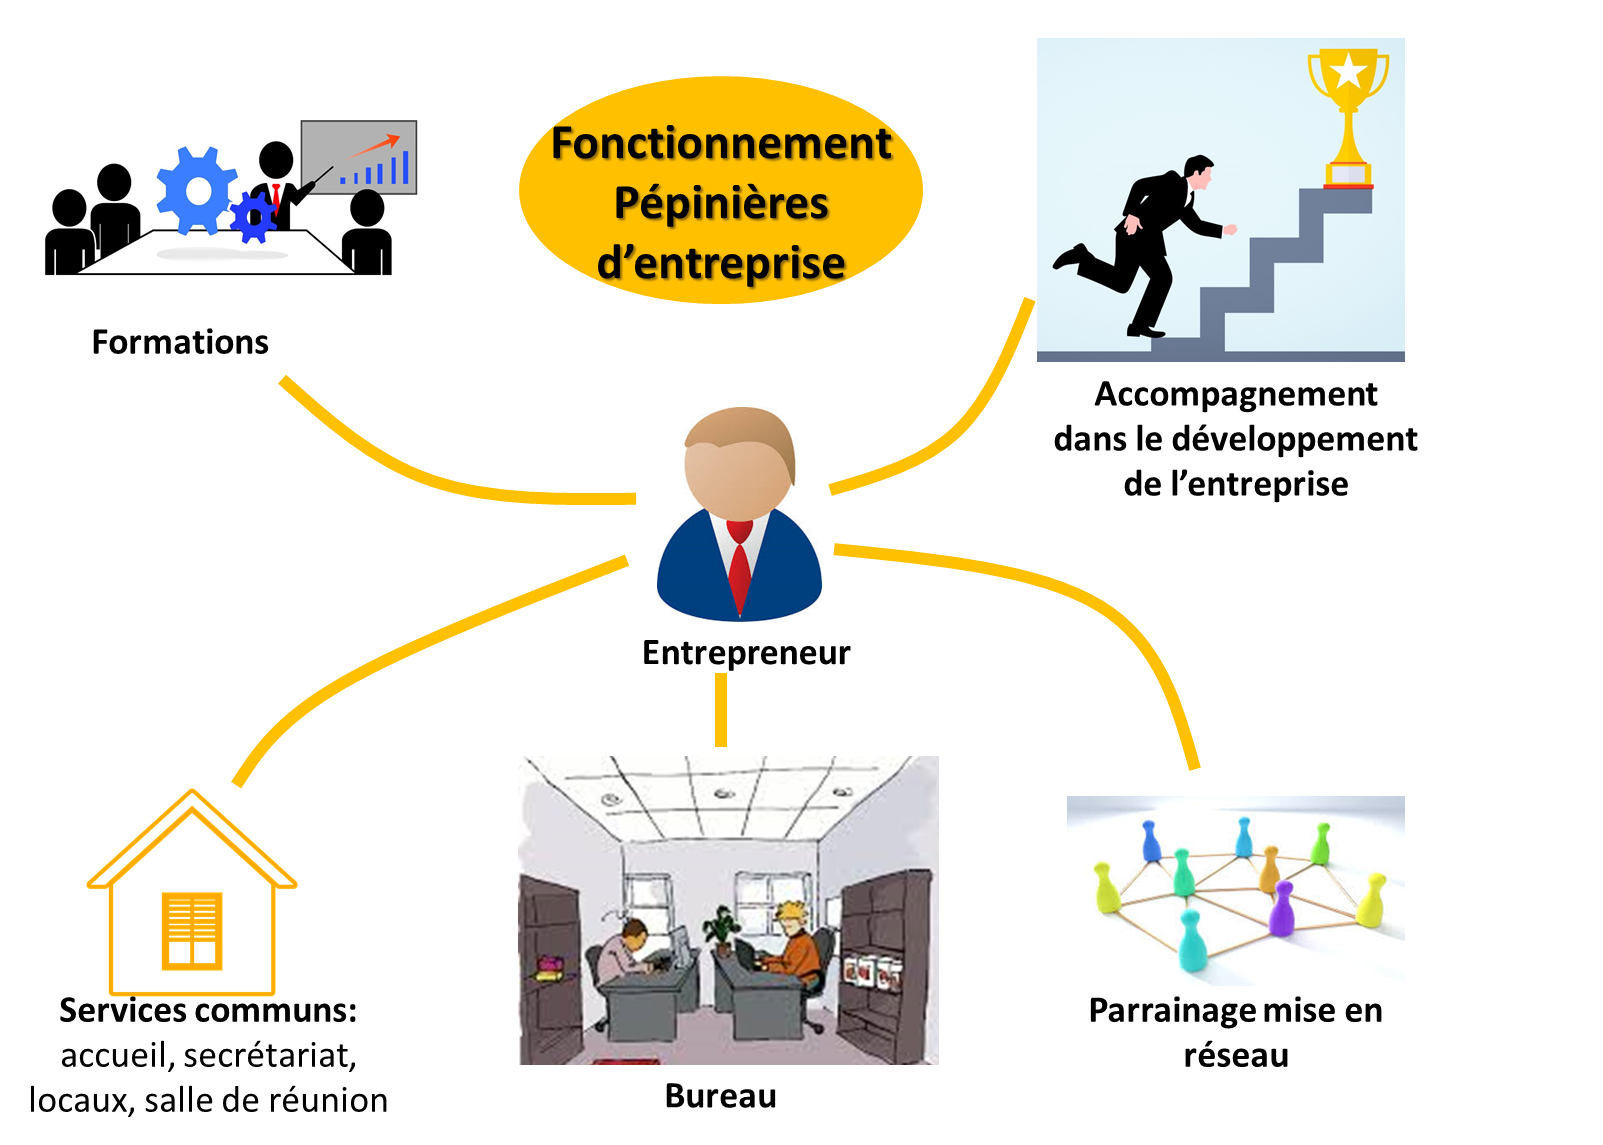 Fonctionnement
Pépinières
d’entreprise
Formations
Accompagnement
dans le développement
de l’entreprise
Entrepreneur
Services communs:
accueil, secrétariat,
locaux, salle de réunion
Bureau
Parrainage mise en
réseau